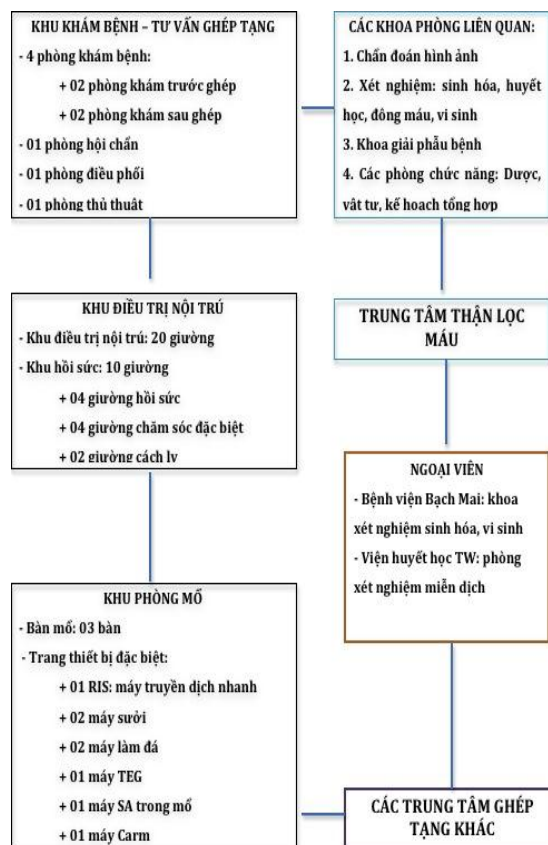 KHU KHÁM BỆNH – TƯ VẤN GHÉP TẠNG
- 4 phòng khám bệnh:
+ 02 phòng khám trước ghép
+ 02 phòng khám sau ghép
- 01 phòng hội chẩn
- 01 phòng điều phối
- 01 phòng thủ thuật
CÁC KHOA PHÒNG LIÊN QUAN:
1. Chẩn đoán hình ảnh
2. Xét nghiệm: sinh hóa, huyết
học, đông máu, vi sinh
3. Khoa giải phẫu bệnh
4. Các phòng chức năng: Dược,
vật tư, kế hoạch tổng hợp
KHU ĐIỀU TRỊ NỘI TRÚ
- Khu điều trị nội trú: 20 giường
- Khu hồi sức: 10 giường
+ 04 giường hồi sức
+ 04 giường chăm sóc đặc biệt
+ 02 giường cách ly
TRUNG TÂM THẬN LỌC
MÁU
NGOẠI VIÊN
- Bệnh viện Bạch Mai: khoa
xét nghiệm sinh hóa, vi sinh
- Viện huyết học TW: phòng
xét nghiệm miễn dịch
KHU PHÒNG MỔ
- Bàn mổ: 03 bàn
- Trang thiết bị đặc biệt:
+ 01 RIS: máy truyền dịch nhanh
+ 02 máy sưởi
+ 02 máy làm đá
+ 01 máy TEG
+ 01 máy SA trong mổ
+ 01 máy Carm
CÁC TRUNG TÂM GHÉP
TẠNG KHÁC